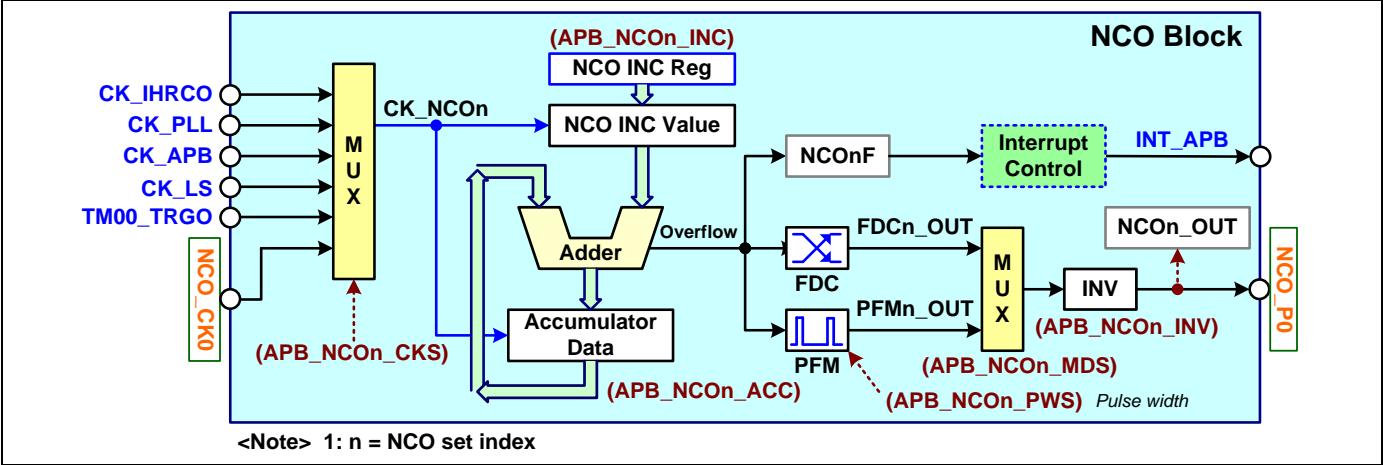 NCO Block
(APB_NCOn_INC)
NCO INC Reg
CK_IHRCO
CK_PLL
CK_APB
CK_LS
TM00_TRGO
NCO_CK0
MUX
CK_NCOn
NCO INC Value
NCOnF
Interrupt
Control
INT_APB
Adder
Overflow
FDCn_OUT
FDC
NCOn_OUT
MUX
INV
NCO_P0
PFMn_OUT
PFM
(APB_NCOn_INV)
Accumulator
Data
(APB_NCOn_CKS)
(APB_NCOn_MDS)
(APB_NCOn_ACC)
(APB_NCOn_PWS) Pulse width
<Note> 1: n = NCO set index